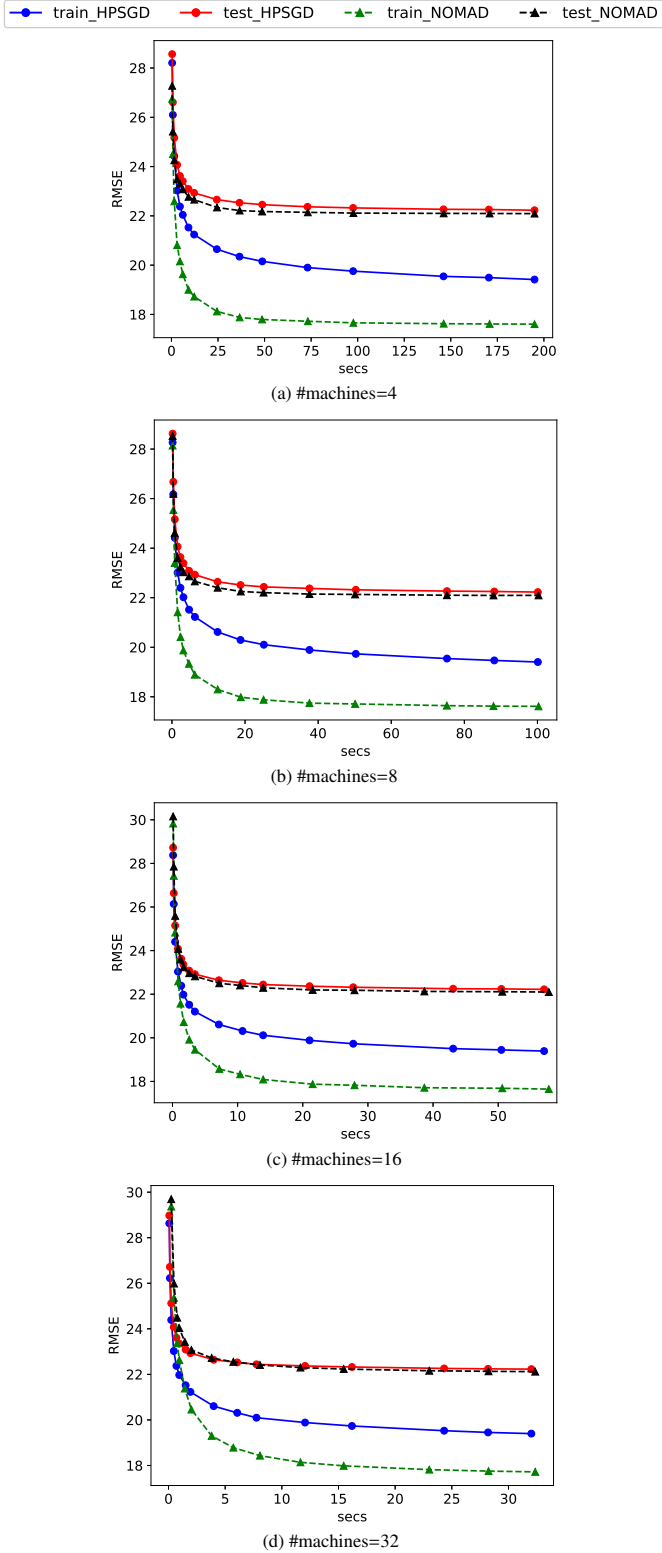 train_HPSGD test_HPSGD train_NOMAD test_NOMAD
28
26
24
22
20
18
RMSE
0 25 50 75 100 125 150 175 200
secs
(a) #machines=4
28
26
24
22
20
18
RMSE
0 20 40 60 80 100
secs
(b) #machines=8
30
28
26
24
22
20
18
RMSE
0 10 20 30 40 50
secs
(c) #machines=16
30
28
26
24
22
20
18
RMSE
0 5 10 15 20 25 30
secs
(d) #machines=32